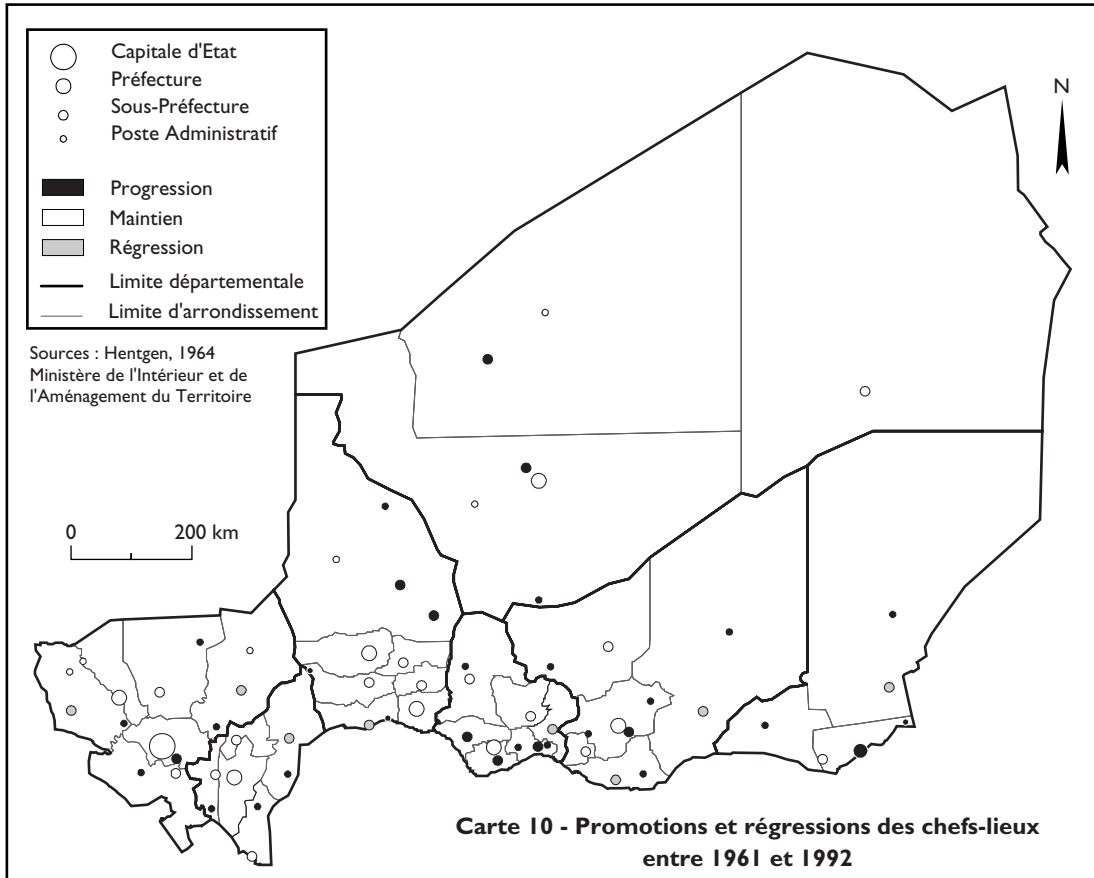 Capitale d'Etat
Préfecture
Sous-Préfecture
Poste Administratif
Progression
Maintien
Régression
Limite départementale
Limite d'arrondissement
Sources : Hentgen, 1964
Ministère de l'Intérieur et de
l'Aménagement du Territoire
N
0 200 km
Carte 10 - Promotions et régressions des chefs-lieux
entre 1961 et 1992